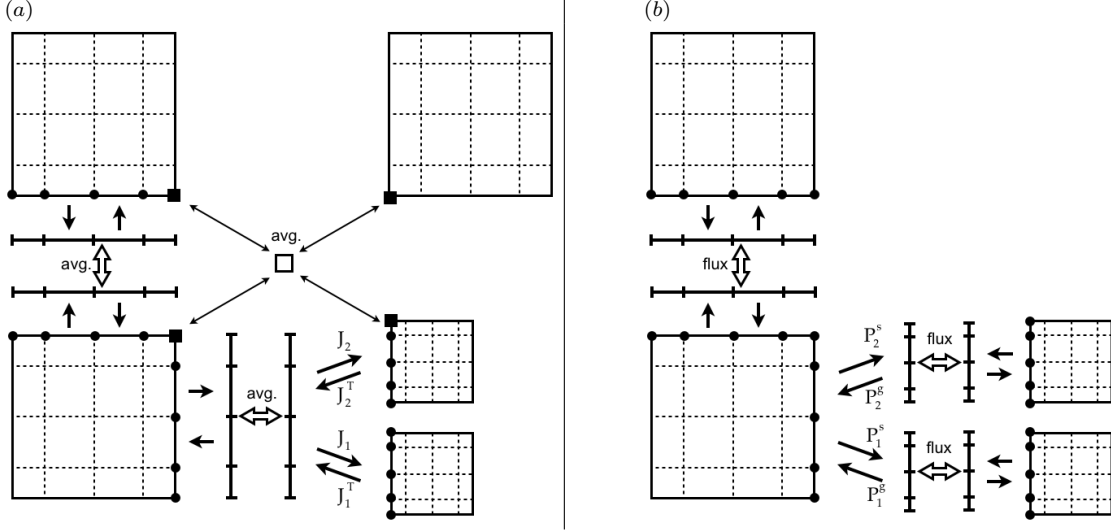 (a)
avg.
avg.
avg.
J₂
J₂ᵀ
J₁
J₁ᵀ
(b)
flux
P₂ˢ
P₂ᵍ
flux
P₁ˢ
P₁ᵍ
flux